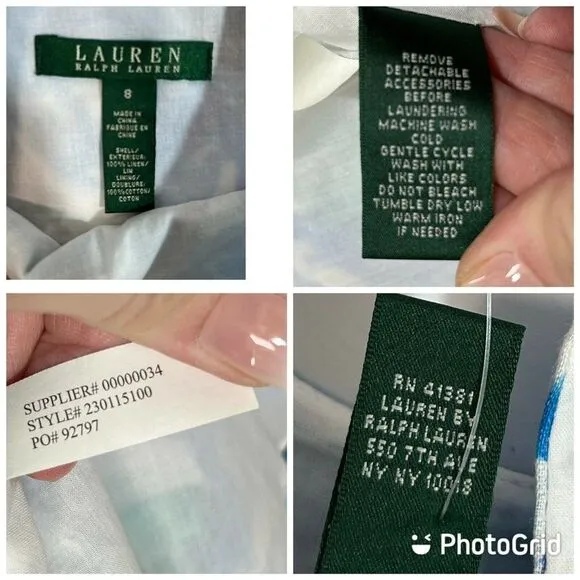 LAUREN
RALPH LAUREN
8
MADE IN
CHINA
FABRIQUE EN
CHINE
SHELL/
EXTERIEUR:
100% LINEN/
LIN
LINING/
DOUBLURE:
100% COTTON/
COTON
REMOVE
DETACHABLE
ACCESSORIES
BEFORE
LAUNDERING
MACHINE WASH
COLD
GENTLE CYCLE
WASH WITH
LIKE COLORS
DO NOT BLEACH
TUMBLE DRY LOW
WARM IRON
IF NEEDED
SUPPLIER# 00000034
STYLE# 230115100
PO# 92797
RN 41381
LAUREN BY
RALPH LAUREN
550 7TH AVE
NY NY 10018
PhotoGrid